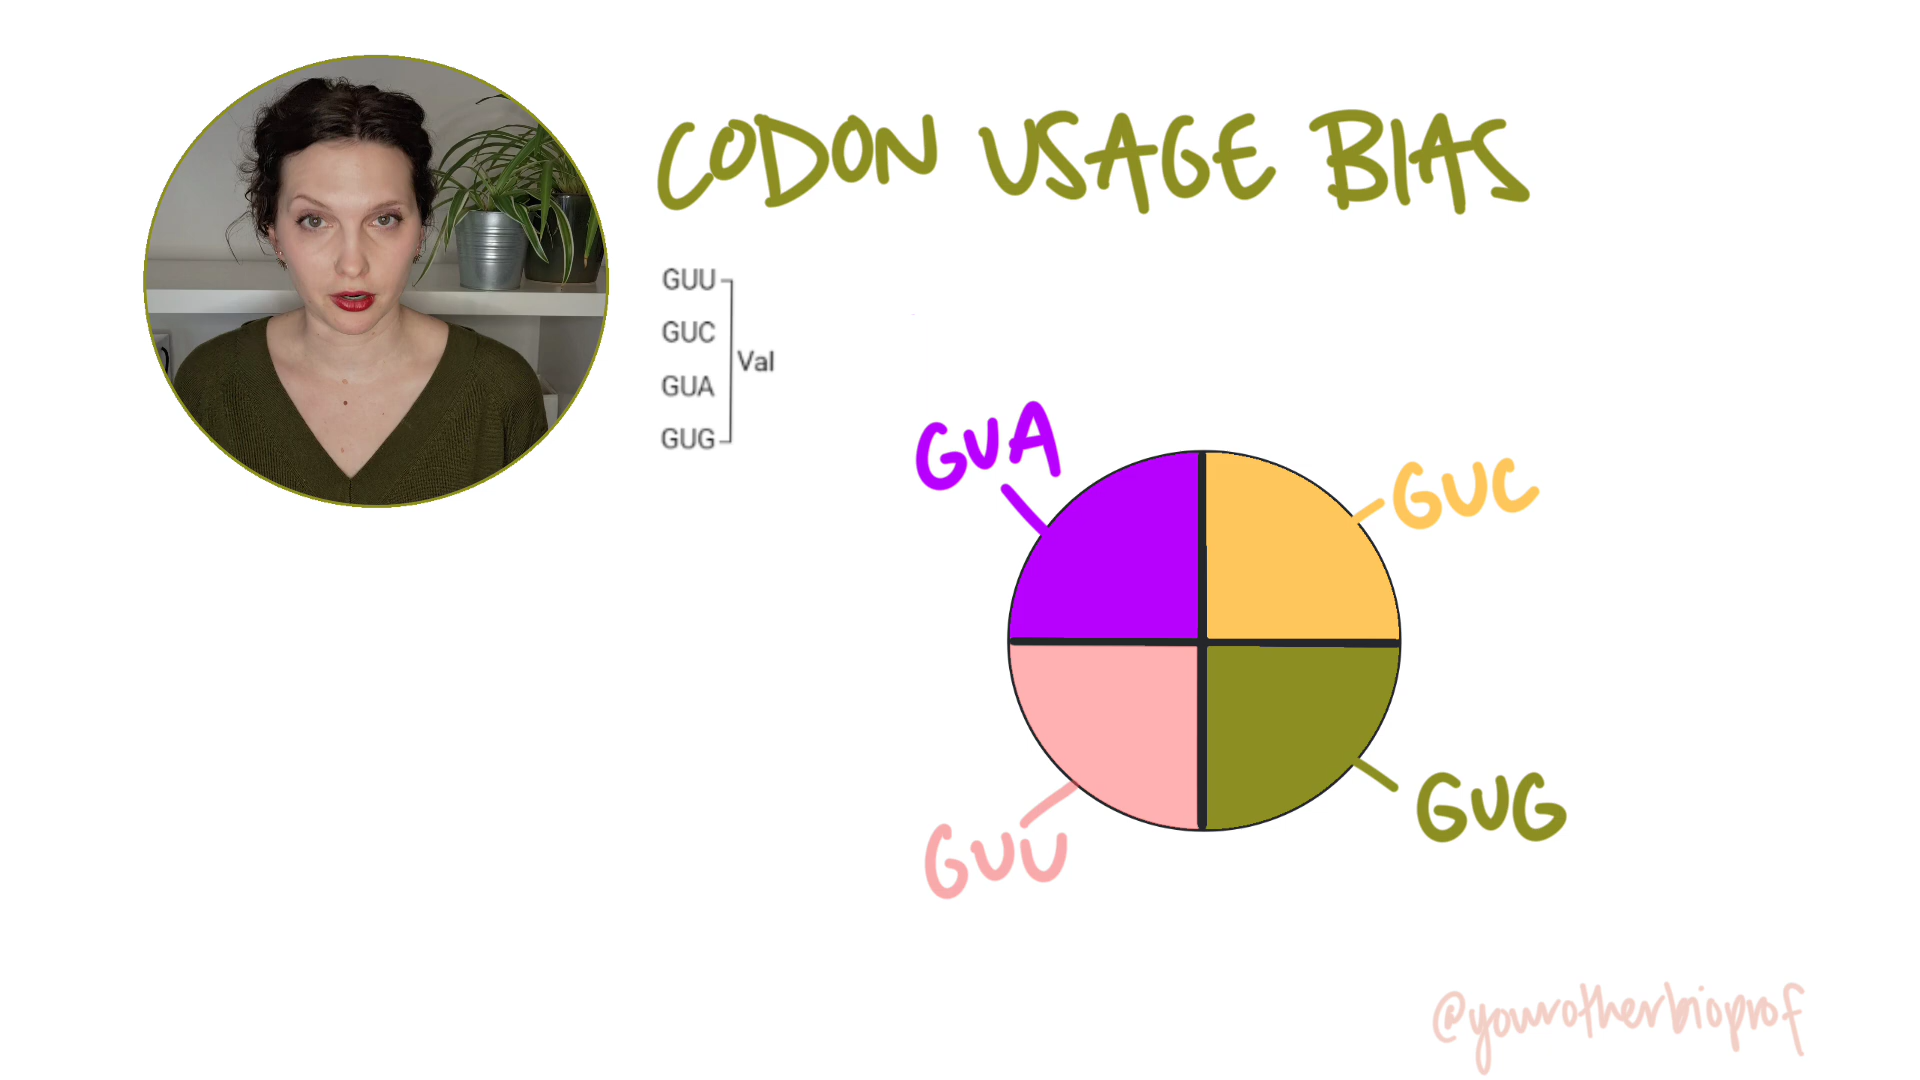 CODON USAGE BIAS
GUU
GUC
GUA
GUG
Val
GUA
GUC
GUU
GUG
@yourotherbioprof